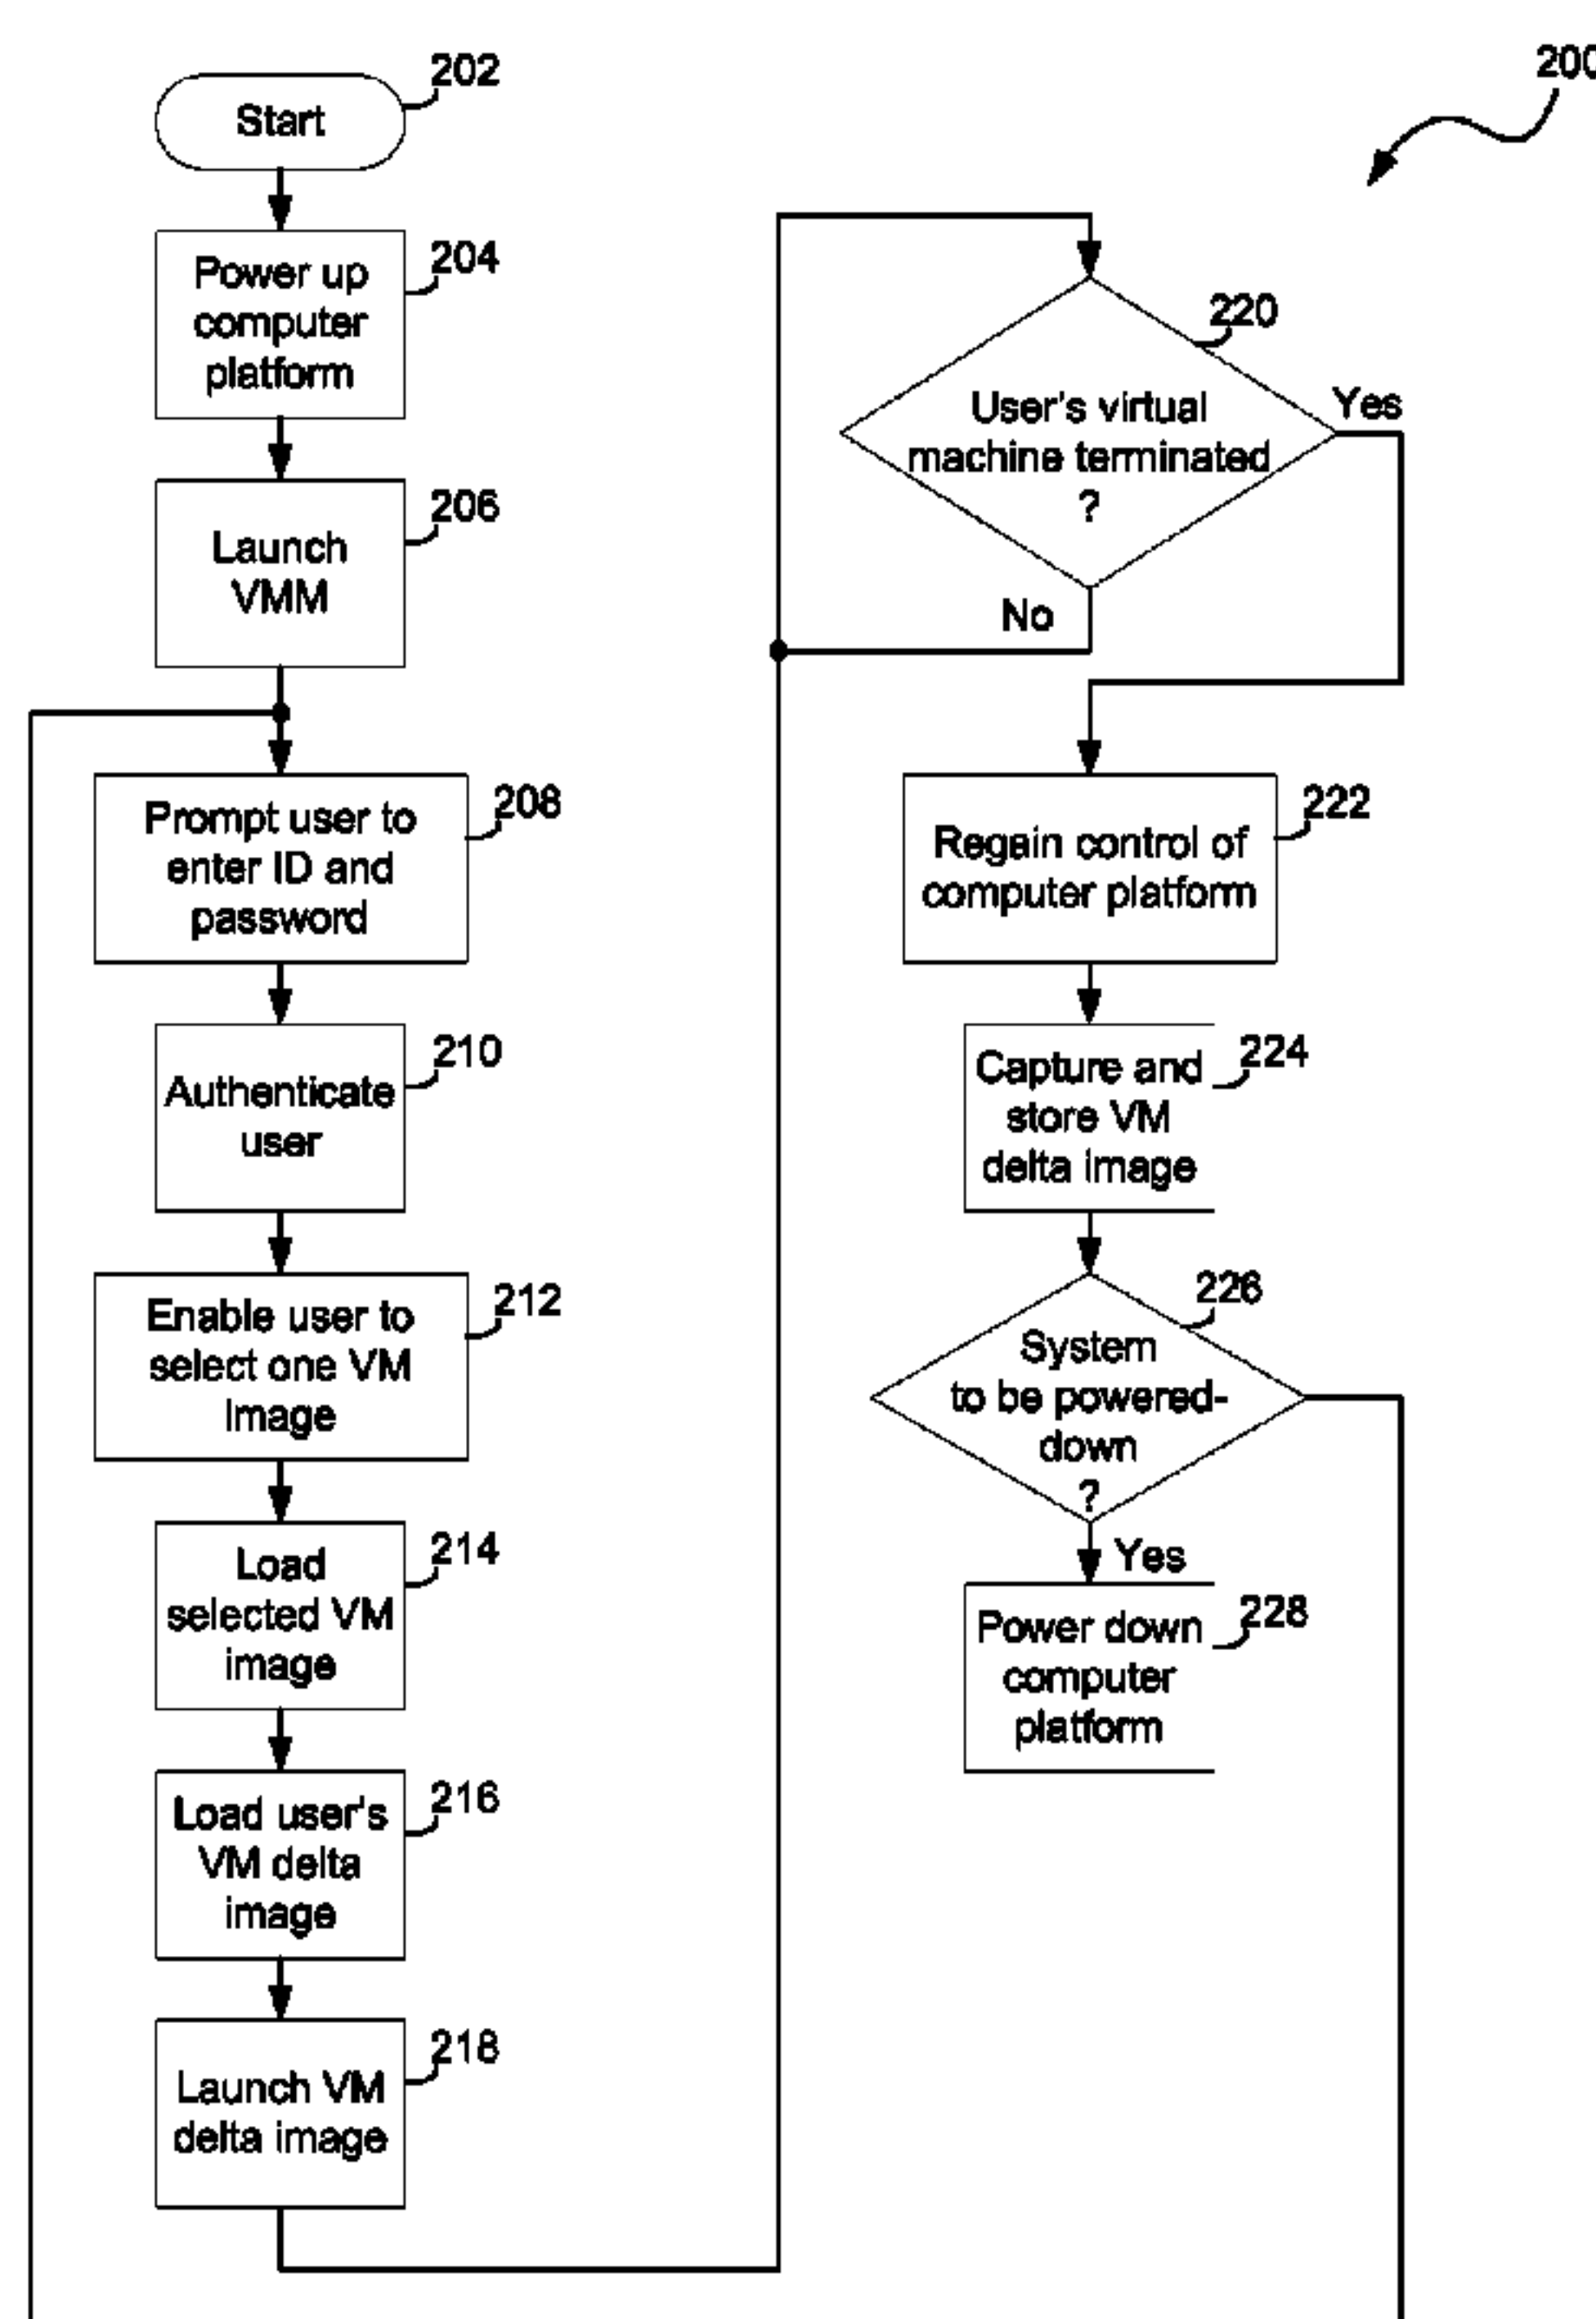 202
Start
204
Power up
computer
platform
206
Launch
VMM
208
Prompt user to
enter ID and
password
210
Authenticate
user
212
Enable user to
select one VM
image
214
Load
selected VM
image
216
Load user's
VM delta
image
218
Launch VM
delta image
200
220
User's virtual
machine terminated
?
Yes
No
222
Regain control of
computer platform
224
Capture and
store VM
delta image
226
System
to be powered-
down
?
Yes
228
Power down
computer
platform